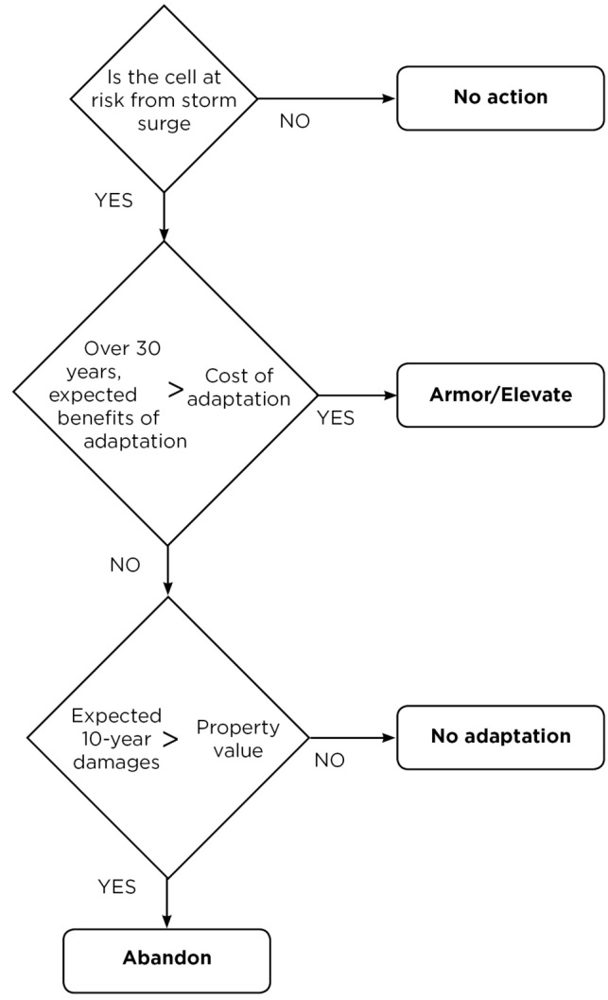 Is the cell at
risk from storm
surge
NO
No action
YES
Over 30
years,
expected
benefits of
adaptation
>
Cost of
adaptation
YES
Armor/Elevate
NO
Expected
10-year
damages
>
Property
value
NO
No adaptation
YES
Abandon